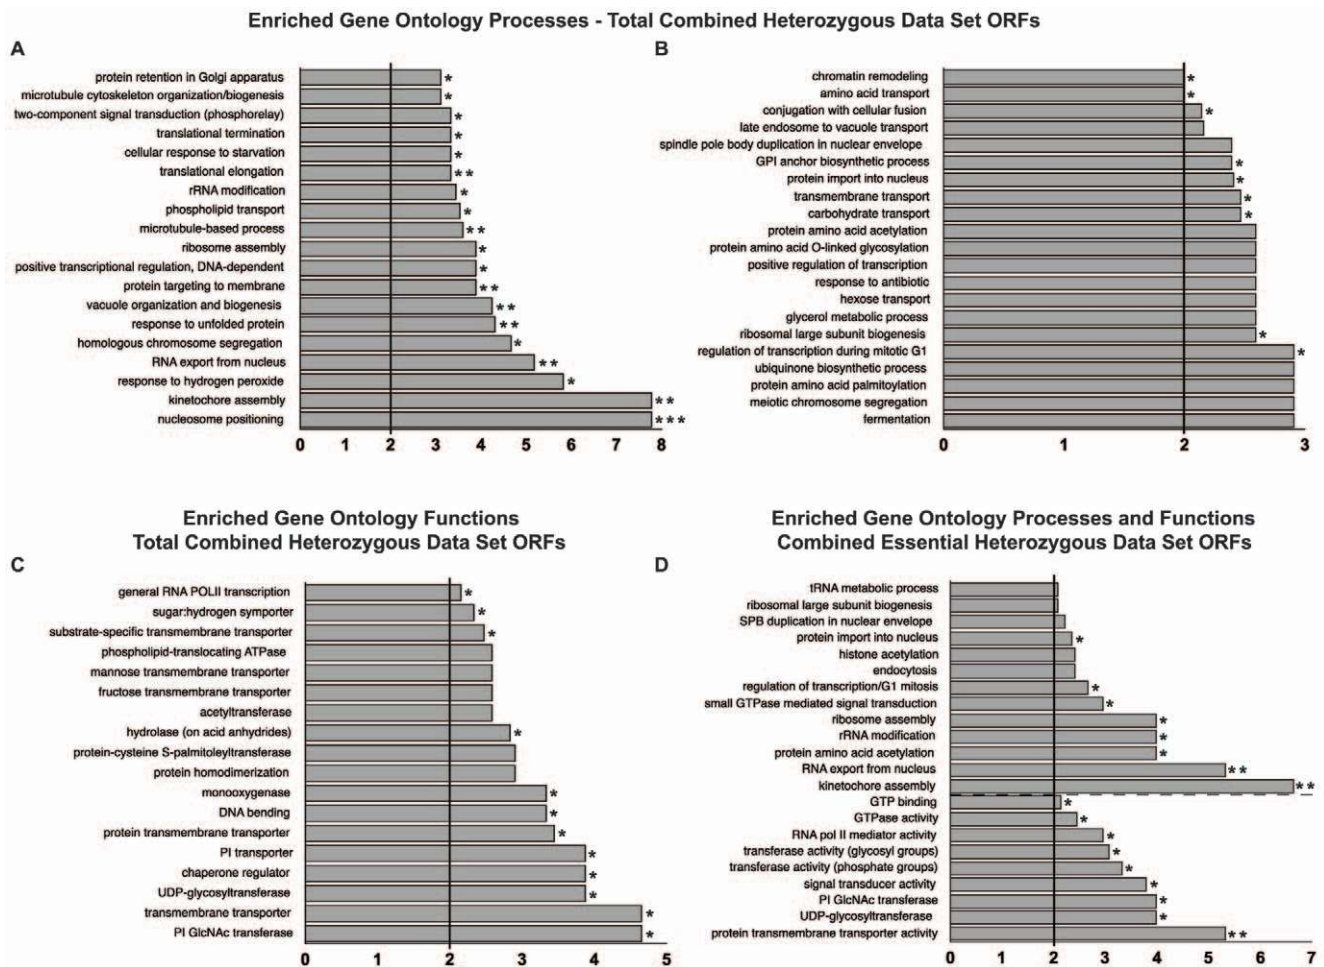 Enriched Gene Ontology Processes - Total Combined Heterozygous Data Set ORFs
A
protein retention in Golgi apparatus *
microtubule cytoskeleton organization/biogenesis *
two-component signal transduction (phosphorelay) *
translational termination *
cellular response to starvation *
translational elongation **
rRNA modification *
phospholipid transport *
microtubule-based process **
ribosome assembly *
positive transcriptional regulation, DNA-dependent *
protein targeting to membrane **
vacuole organization and biogenesis **
response to unfolded protein **
homologous chromosome segregation *
RNA export from nucleus **
response to hydrogen peroxide *
kinetochore assembly **
nucleosome positioning ***
0 1 2 3 4 5 6 7 8
B
chromatin remodeling *
amino acid transport *
conjugation with cellular fusion *
late endosome to vacuole transport
spindle pole body duplication in nuclear envelope
GPI anchor biosynthetic process *
protein import into nucleus *
transmembrane transport *
carbohydrate transport *
protein amino acid acetylation
protein amino acid O-linked glycosylation
positive regulation of transcription
response to antibiotic
hexose transport
glycerol metabolic process
ribosomal large subunit biogenesis *
regulation of transcription during mitotic G1 *
ubiquinone biosynthetic process
protein amino acid palmitoylation
meiotic chromosome segregation
fermentation
0 1 2 3
Enriched Gene Ontology Functions
Total Combined Heterozygous Data Set ORFs
C
general RNA POLII transcription *
sugar:hydrogen symporter *
substrate-specific transmembrane transporter *
phospholipid-translocating ATPase
mannose transmembrane transporter
fructose transmembrane transporter
acetyltransferase
hydrolase (on acid anhydrides) *
protein-cysteine S-palmitoleyltransferase
protein homodimerization
monooxygenase *
DNA bending *
protein transmembrane transporter *
PI transporter *
chaperone regulator *
UDP-glycosyltransferase *
transmembrane transporter *
PI GlcNAc transferase *
0 1 2 3 4 5
Enriched Gene Ontology Processes and Functions
Combined Essential Heterozygous Data Set ORFs
D
tRNA metabolic process
ribosomal large subunit biogenesis
SPB duplication in nuclear envelope
protein import into nucleus *
histone acetylation
endocytosis
regulation of transcription/G1 mitosis *
small GTPase mediated signal transduction *
ribosome assembly *
rRNA modification *
protein amino acid acetylation *
RNA export from nucleus **
kinetochore assembly **
GTP binding *
GTPase activity *
RNA pol II mediator activity *
transferase activity (glycosyl groups) *
transferase activity (phosphate groups) *
signal transducer activity *
PI GlcNAc transferase *
UDP-glycosyltransferase *
protein transmembrane transporter activity **
0 1 2 3 4 5 6 7